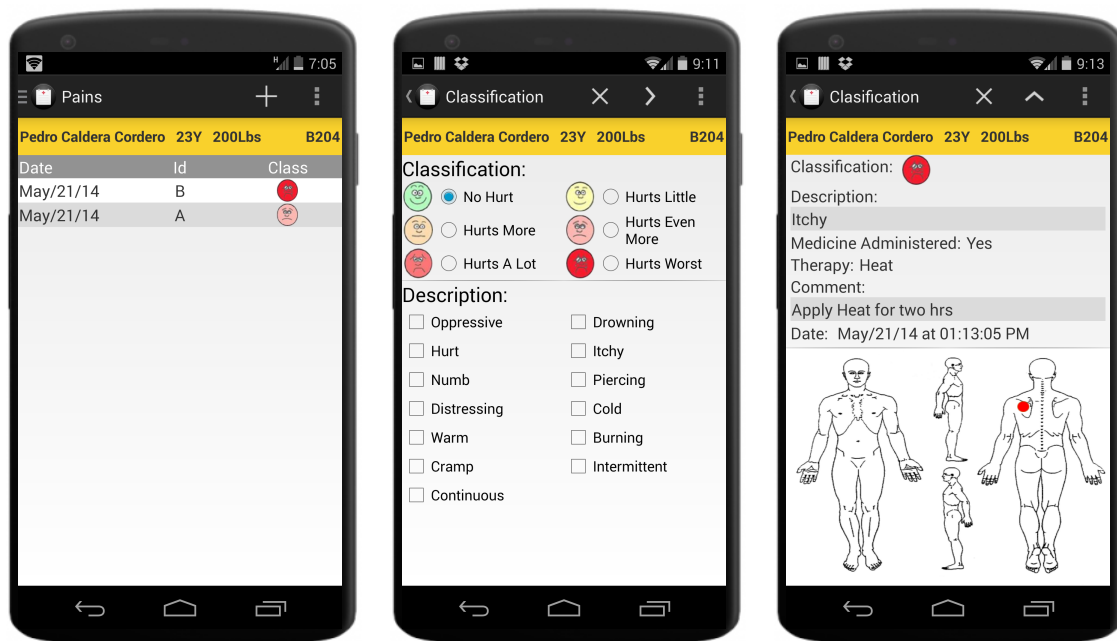 H 7:05
Pains
Pedro Caldera Cordero 23Y 200Lbs B204
Date Id Class
May/21/14 B
May/21/14 A
9:11
Classification
Pedro Caldera Cordero 23Y 200Lbs B204
Classification:
No Hurt Hurts Little
Hurts More Hurts Even
More
Hurts A Lot Hurts Worst
Description:
Oppressive Drowning
Hurt Itchy
Numb Piercing
Distressing Cold
Warm Burning
Cramp Intermittent
Continuous
9:13
Clasification
Pedro Caldera Cordero 23Y 200Lbs B204
Classification:
Description:
Itchy
Medicine Administered: Yes
Therapy: Heat
Comment:
Apply Heat for two hrs
Date: May/21/14 at 01:13:05 PM